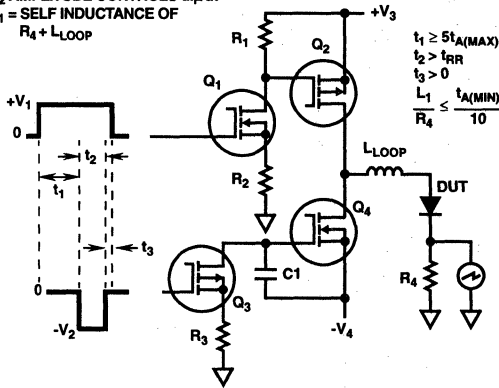 1 = SELF INDUCTANCE OF
R4 + LLOOP
+V3
R1
Q2
t1 ≥ 5tA(MAX)
t2 > tRR
t3 > 0
L1/R4 ≤ tA(MIN)/10
+V1
0
Q1
t2
t1
R2
LLOOP
DUT
Q4
t3
R4
0
C1
-V2
Q3
R3
-V4